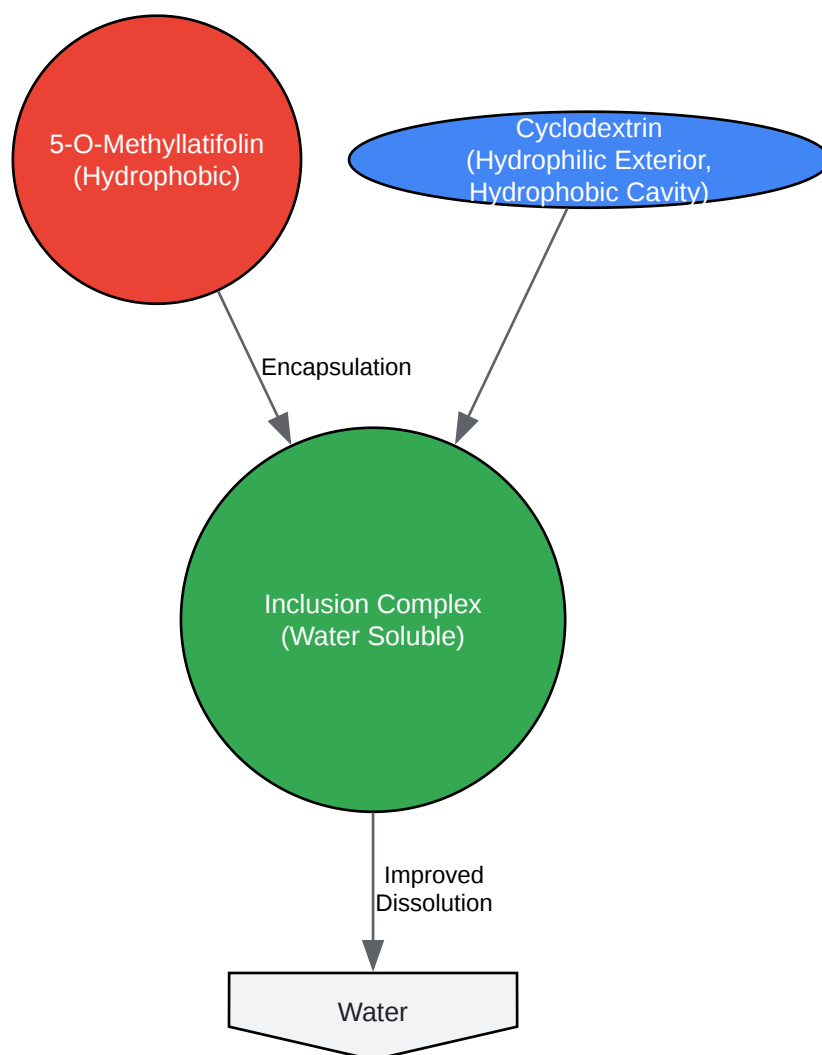 5-O-Methyllatifolin
(Hydrophobic)
Cyclodextrin
(Hydrophilic Exterior,
Hydrophobic Cavity)
Encapsulation
Inclusion Complex
(Water Soluble)
Improved
Dissolution
Water